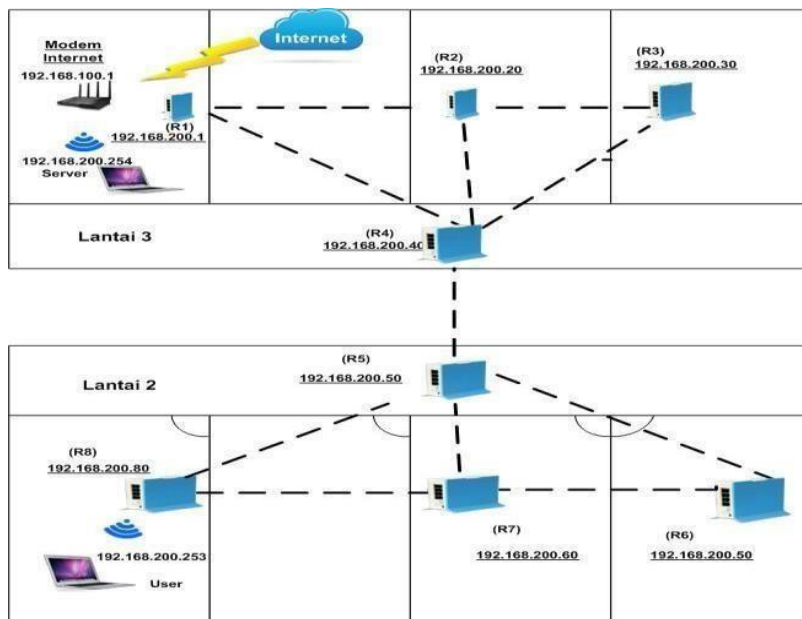 Modem
Internet
192.168.100.1
Internet
(R1)
192.168.200.1
192.168.200.254
Server
(R2)
192.168.200.20
(R3)
192.168.200.30
Lantai 3
(R4)
192.168.200.40
Lantai 2
(R5)
192.168.200.50
(R8)
192.168.200.80
192.168.200.253
User
(R7)
192.168.200.60
(R6)
192.168.200.50